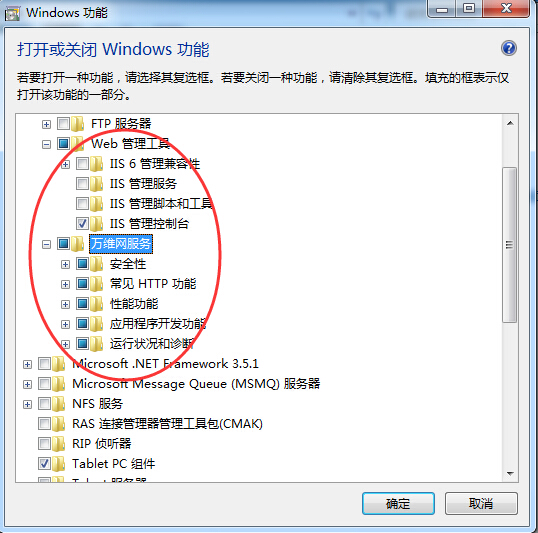 Windows 功能
打开或关闭 Windows 功能
若要打开一种功能，请选择其复选框。若要关闭一种功能，请清除其复选框。填充的框表示仅
打开该功能的一部分。
FTP 服务器
Web 管理工具
IIS 6 管理兼容性
IIS 管理服务
IIS 管理脚本和工具
IIS 管理控制台
万维网服务
安全性
常见 HTTP 功能
性能功能
应用程序开发功能
运行状况和诊断
Microsoft .NET Framework 3.5.1
Microsoft Message Queue (MSMQ) 服务器
NFS 服务
RAS 连接管理器管理工具包(CMAK)
RIP 侦听器
Tablet PC 组件
确定
取消